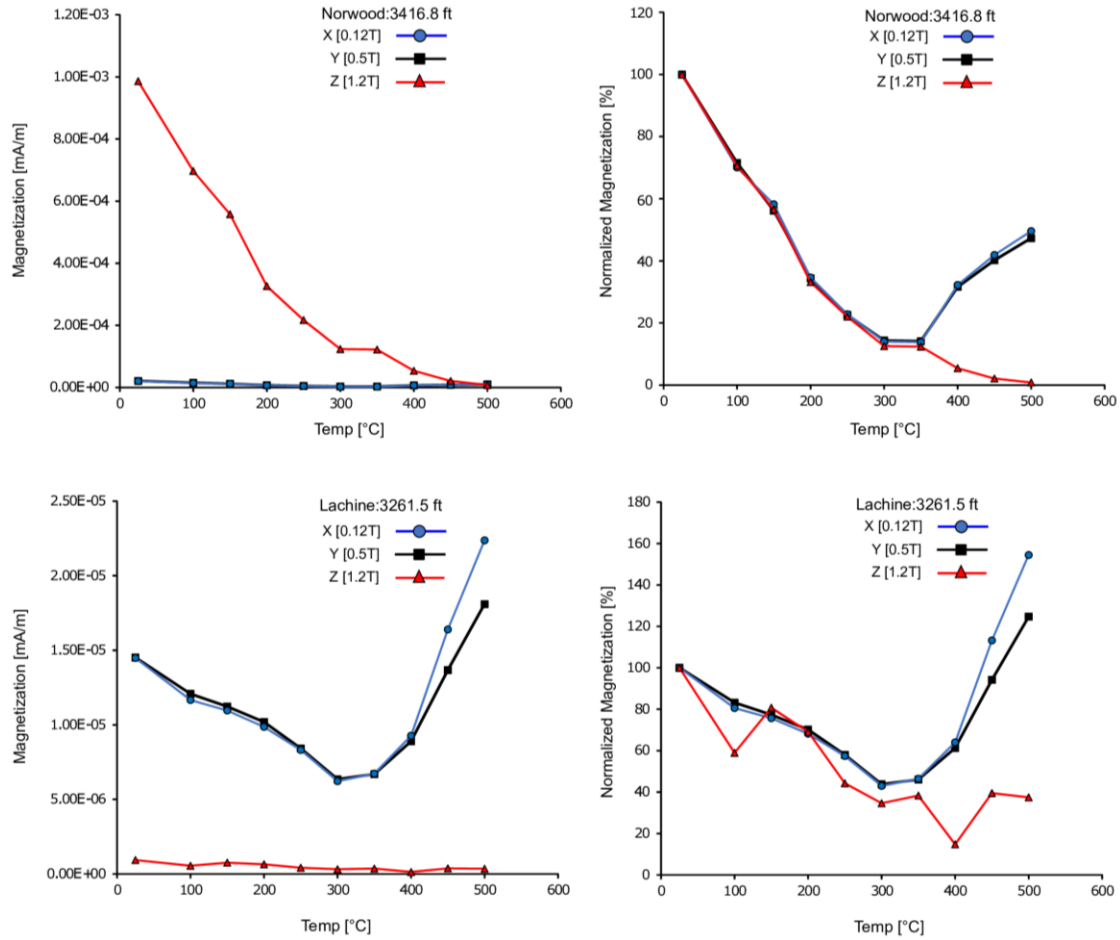 Norwood:3416.8 ft
X [0.12T]
Y [0.5T]
Z [1.2T]
1.20E-03
1.00E-03
8.00E-04
6.00E-04
4.00E-04
2.00E-04
0.00E+00
0
100
200
300
400
500
600
Magnetization [mA/m]
Temp [°C]
Norwood:3416.8 ft
X [0.12T]
Y [0.5T]
Z [1.2T]
120
100
80
60
40
20
0
0
100
200
300
400
500
600
Normalized Magnetization [%]
Temp [°C]
Lachine:3261.5 ft
X [0.12T]
Y [0.5T]
Z [1.2T]
2.50E-05
2.00E-05
1.50E-05
1.00E-05
5.00E-06
0.00E+00
0
100
200
300
400
500
600
Magnetization [mA/m]
Temp [°C]
Lachine:3261.5 ft
X [0.12T]
Y [0.5T]
Z [1.2T]
180
160
140
120
100
80
60
40
20
0
0
100
200
300
400
500
600
Normalized Magnetization [%]
Temp [°C]